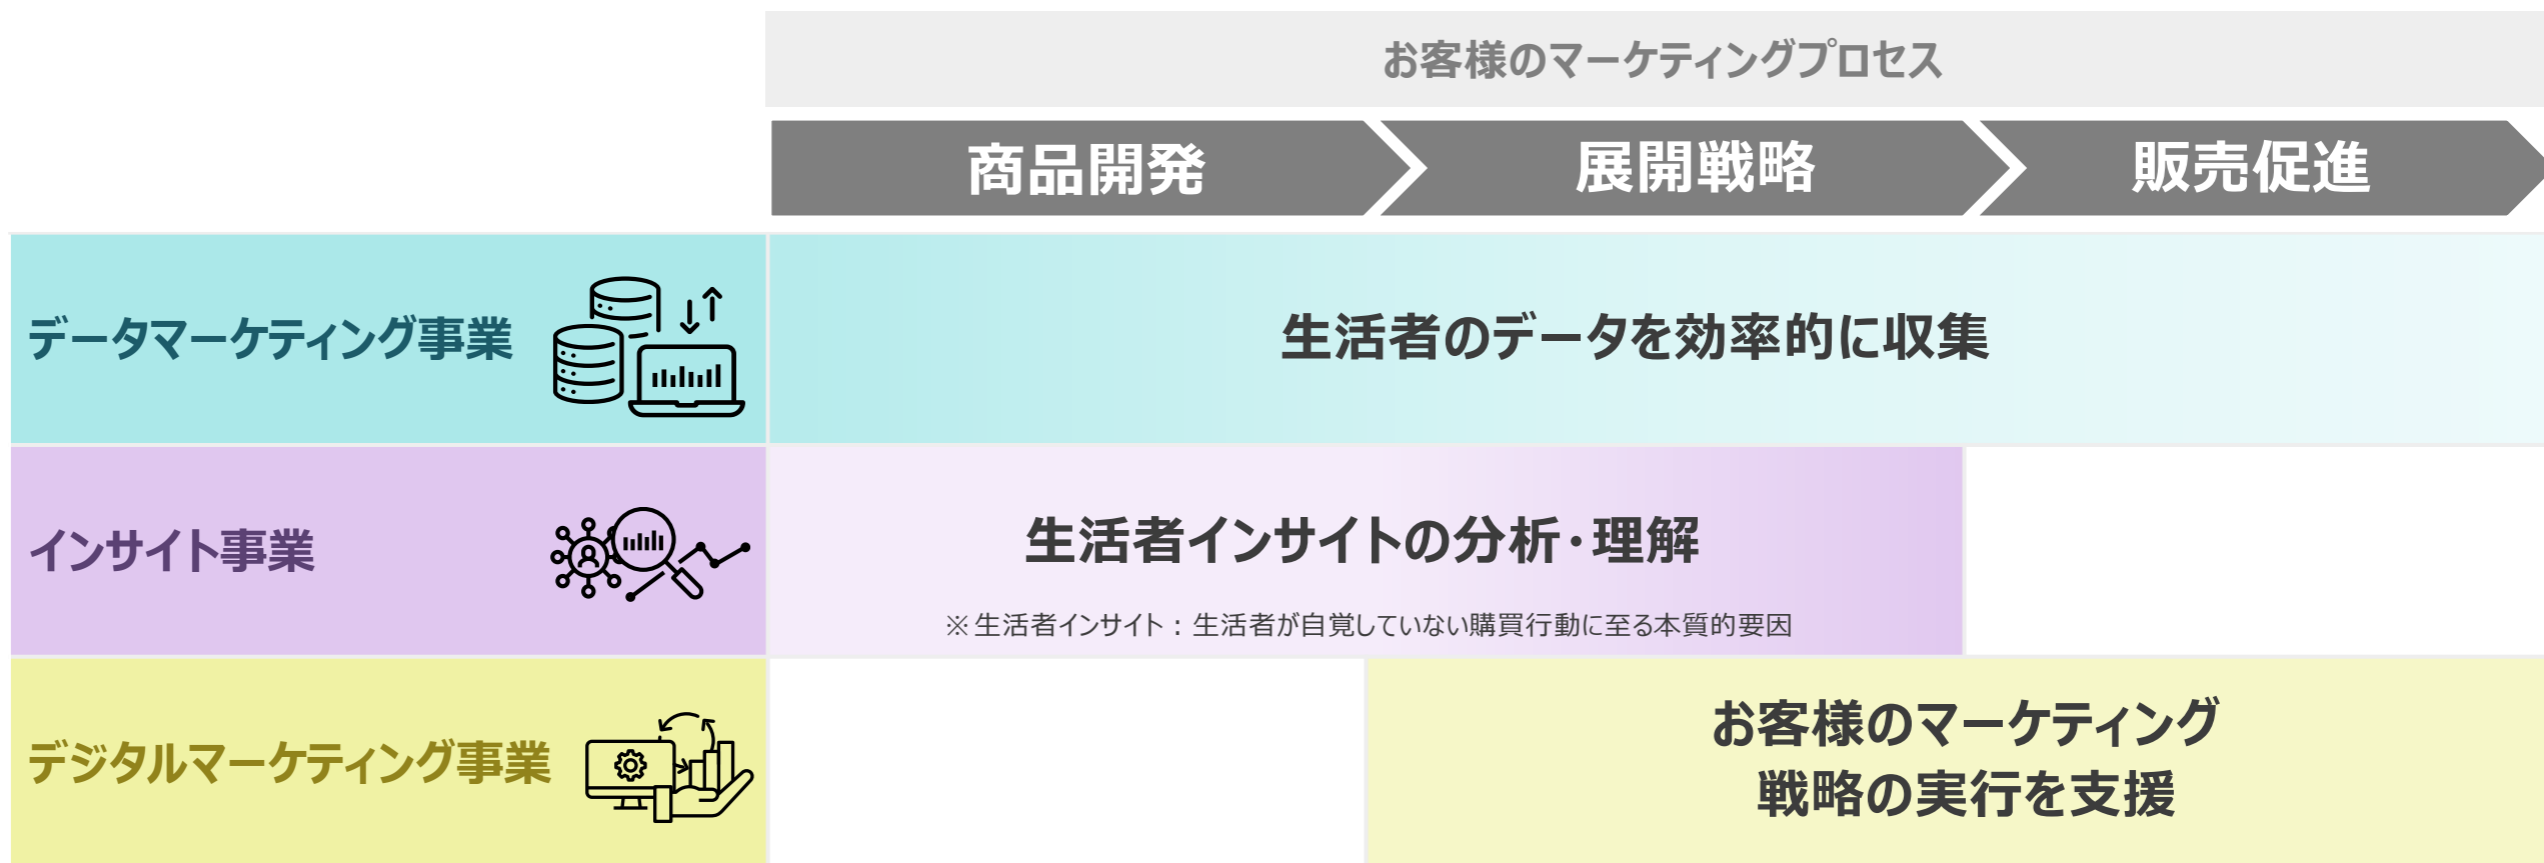 お客様のマーケティングプロセス
商品開発
展開戦略
販売促進
データマーケティング事業
生活者のデータを効率的に収集
インサイト事業
生活者インサイトの分析・理解
※生活者インサイト：生活者が自覚していない購買行動に至る本質的要因
デジタルマーケティング事業
お客様のマーケティング
戦略の実行を支援